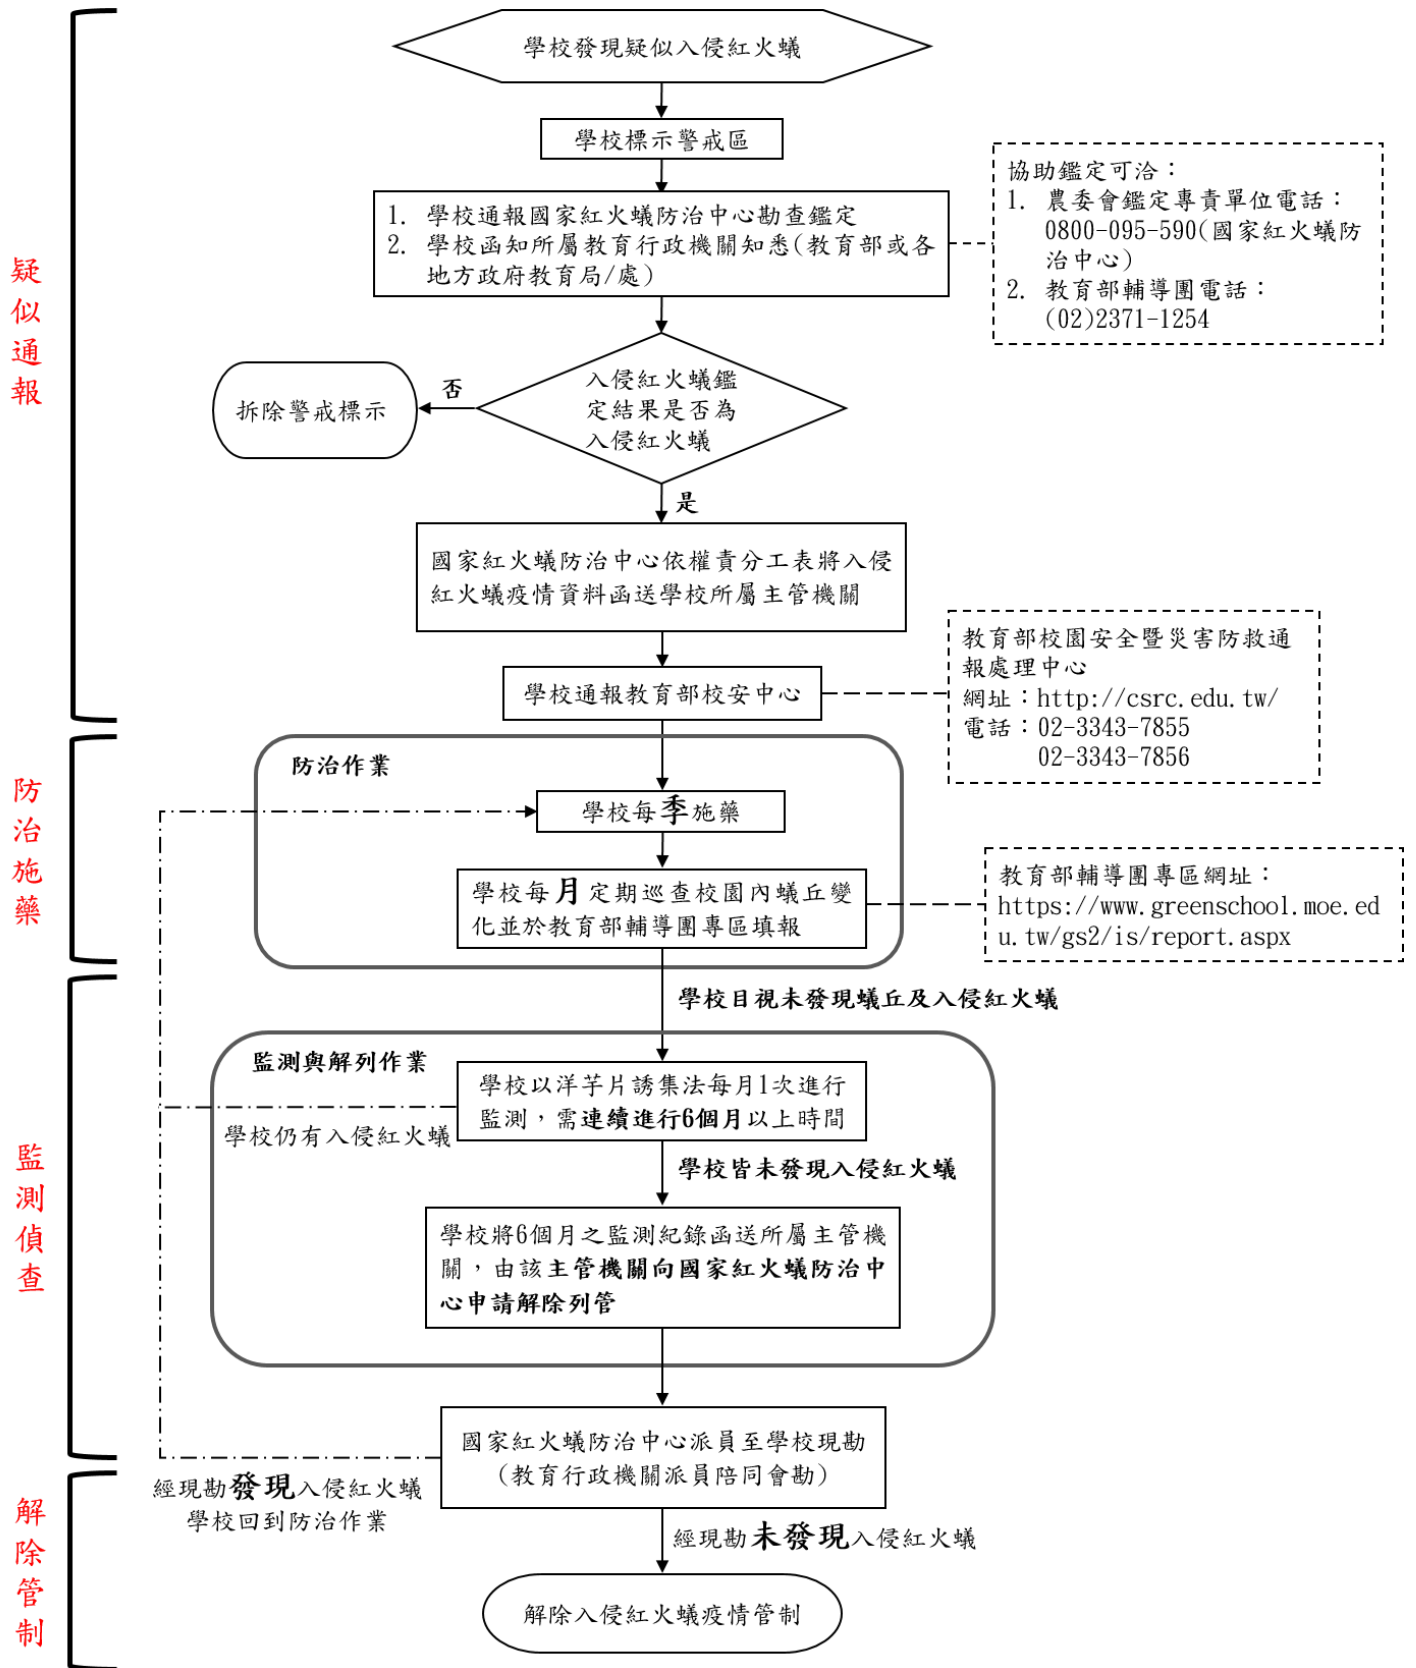 學校發現疑似入侵紅火蟻
學校標示警戒區
1. 學校通報國家紅火蟻防治中心勘查鑑定
2. 學校函知所屬教育行政機關知悉(教育部或各
地方政府教育局/處)
協助鑑定可洽：
1. 農委會鑑定專責單位電話：
0800-095-590(國家紅火蟻防
治中心)
2. 教育部輔導團電話：
(02)2371-1254
疑似通報
入侵紅火蟻鑑
定結果是否為
入侵紅火蟻
否
拆除警戒標示
是
國家紅火蟻防治中心依權責分工表將入侵
紅火蟻疫情資料函送學校所屬主管機關
學校通報教育部校安中心
教育部校園安全暨災害防救通
報處理中心
網址：http://csrc.edu.tw/
電話：02-3343-7855
02-3343-7856
防治施藥
防治作業
學校每季施藥
學校每月定期巡查校園內蟻丘變
化並於教育部輔導團專區填報
教育部輔導團專區網址：
https://www.greenschool.moe.ed
u.tw/gs2/is/report.aspx
學校目視未發現蟻丘及入侵紅火蟻
監測偵查
監測與解列作業
學校以洋芋片誘集法每月1次進行
監測，需連續進行6個月以上時間
學校仍有入侵紅火蟻
學校皆未發現入侵紅火蟻
學校將6個月之監測紀錄函送所屬主管機
關，由該主管機關向國家紅火蟻防治中
心申請解除列管
國家紅火蟻防治中心派員至學校現勘
(教育行政機關派員陪同會勘)
經現勘發現入侵紅火蟻
學校回到防治作業
解除管制
經現勘未發現入侵紅火蟻
解除入侵紅火蟻疫情管制